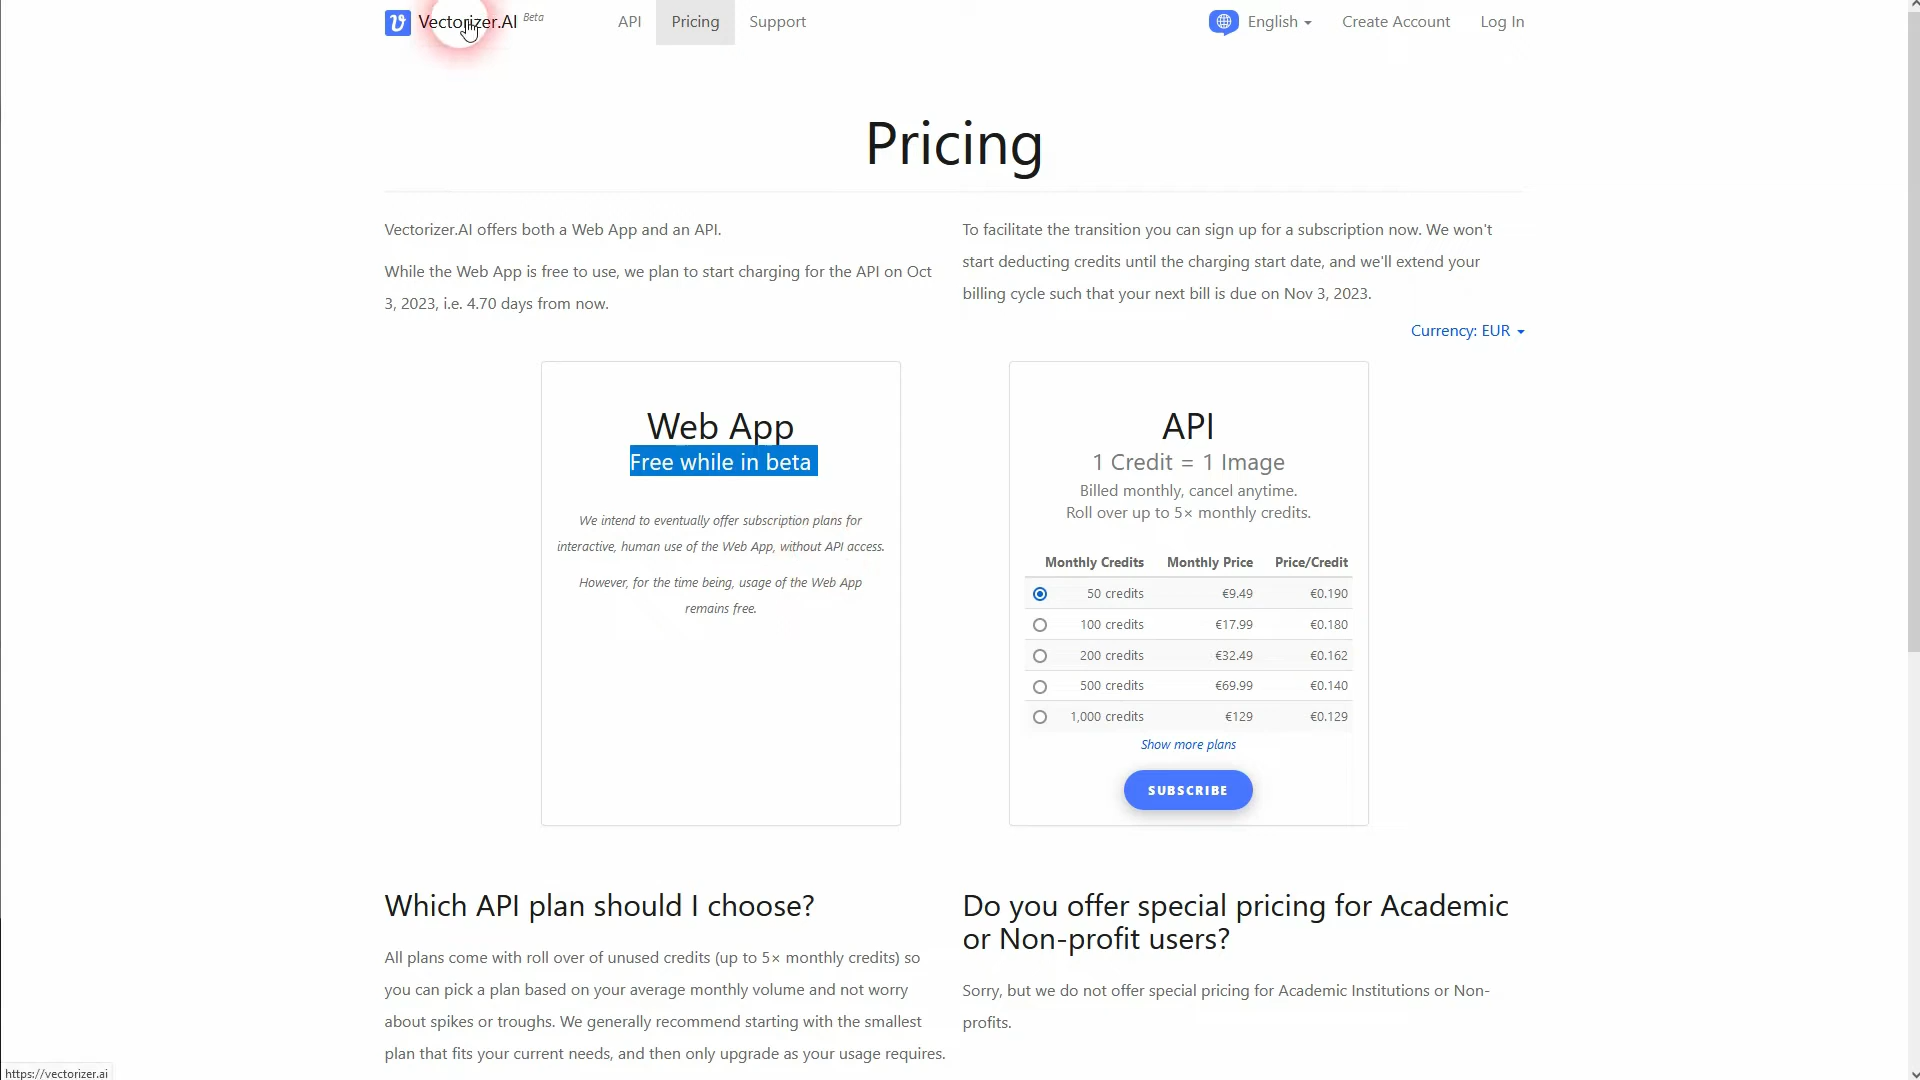 Vectorizer.AI Beta
API
Pricing
Support
English
Create Account
Log In
Pricing
Vectorizer.AI offers both a Web App and an API.
While the Web App is free to use, we plan to start charging for the API on Oct
3, 2023, i.e. 4.70 days from now.
To facilitate the transition you can sign up for a subscription now. We won't
start deducting credits until the charging start date, and we'll extend your
billing cycle such that your next bill is due on Nov 3, 2023.
Currency: EUR
Web App
Free while in beta
We intend to eventually offer subscription plans for
interactive, human use of the Web App, without API access.
However, for the time being, usage of the Web App
remains free.
API
1 Credit = 1 Image
Billed monthly, cancel anytime.
Roll over up to 5× monthly credits.
Monthly Credits Monthly Price Price/Credit
50 credits €9.49 €0.190
100 credits €17.99 €0.180
200 credits €32.49 €0.162
500 credits €69.99 €0.140
1,000 credits €129 €0.129
Show more plans
SUBSCRIBE
Which API plan should I choose?
All plans come with roll over of unused credits (up to 5× monthly credits) so
you can pick a plan based on your average monthly volume and not worry
about spikes or troughs. We generally recommend starting with the smallest
plan that fits your current needs, and then only upgrade as your usage requires.
Do you offer special pricing for Academic
or Non-profit users?
Sorry, but we do not offer special pricing for Academic Institutions or Non-
profits.
https://vectorizer.ai